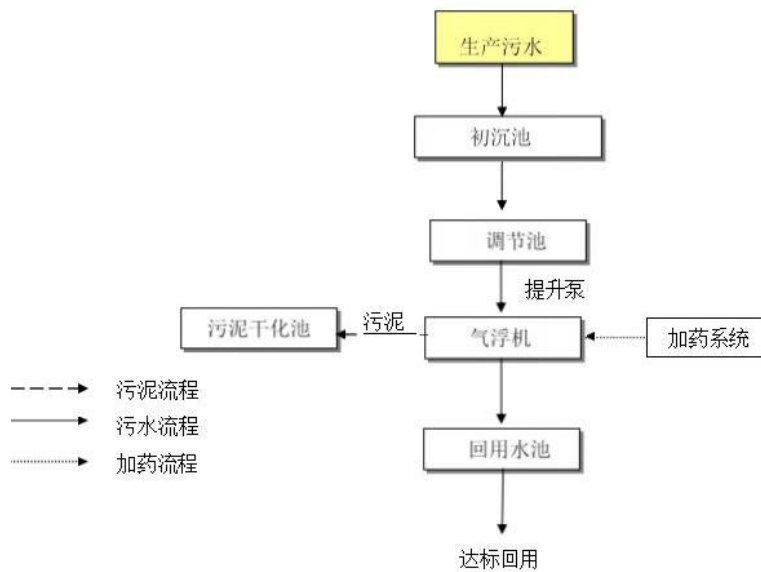 生产污水
初沉池
调节池
提升泵
污泥干化池
污泥
气浮机
加药系统
污泥流程
污水流程
加药流程
回用水池
达标回用